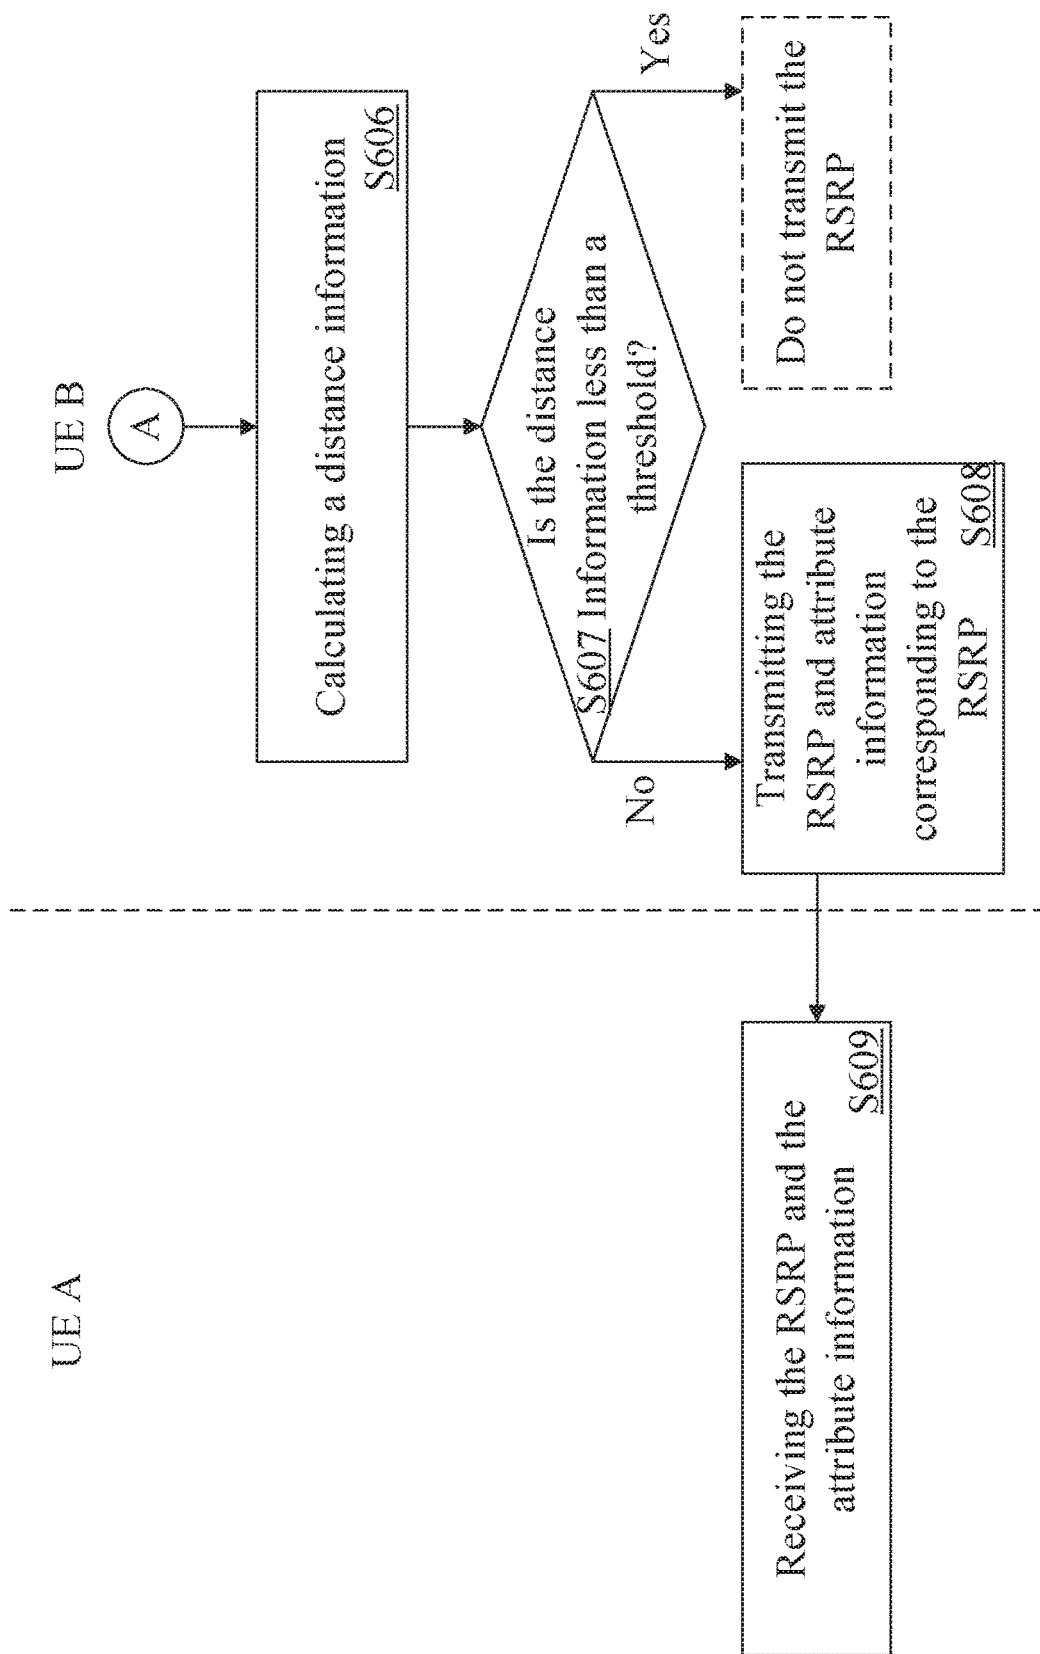 UE A
UE B
A
Calculating a distance information
S606
Is the distance
S607 Information less than a
threshold?
No
Yes
Transmitting the
RSRP and attribute
information
corresponding to the
RSRP
S608
Do not transmit the
RSRP
Receiving the RSRP and the
attribute information
S609